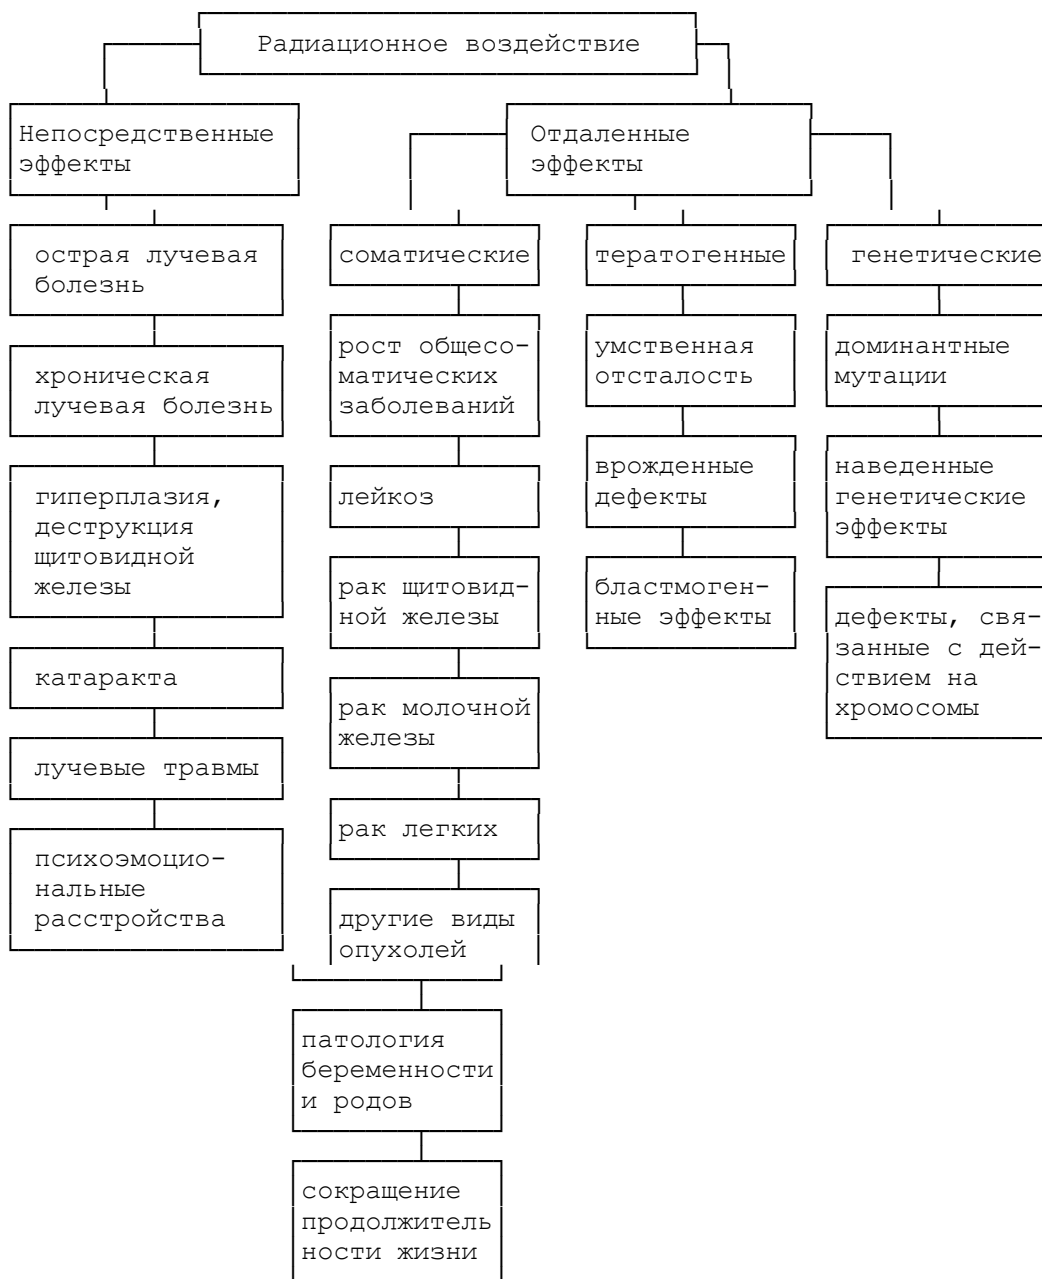 Радиационное воздействие
Непосредственные
эффекты
Отдаленные
эффекты
острая лучевая
болезнь
хроническая
лучевая болезнь
гиперплазия,
деструкция
щитовидной
железы
катаракта
лучевые травмы
психоэмоцио-
нальные
расстройства
соматические
рост общесо-
матических
заболеваний
лейкоз
рак щитовид-
ной железы
рак молочной
железы
рак легких
другие виды
опухолей
патология
беременности
и родов
сокращение
продолжитель
ности жизни
тератогенные
умственная
отсталость
врожденные
дефекты
бластмоген-
ные эффекты
генетические
доминантные
мутации
наведенные
генетические
эффекты
дефекты, свя-
занные с дей-
ствием на
хромосомы